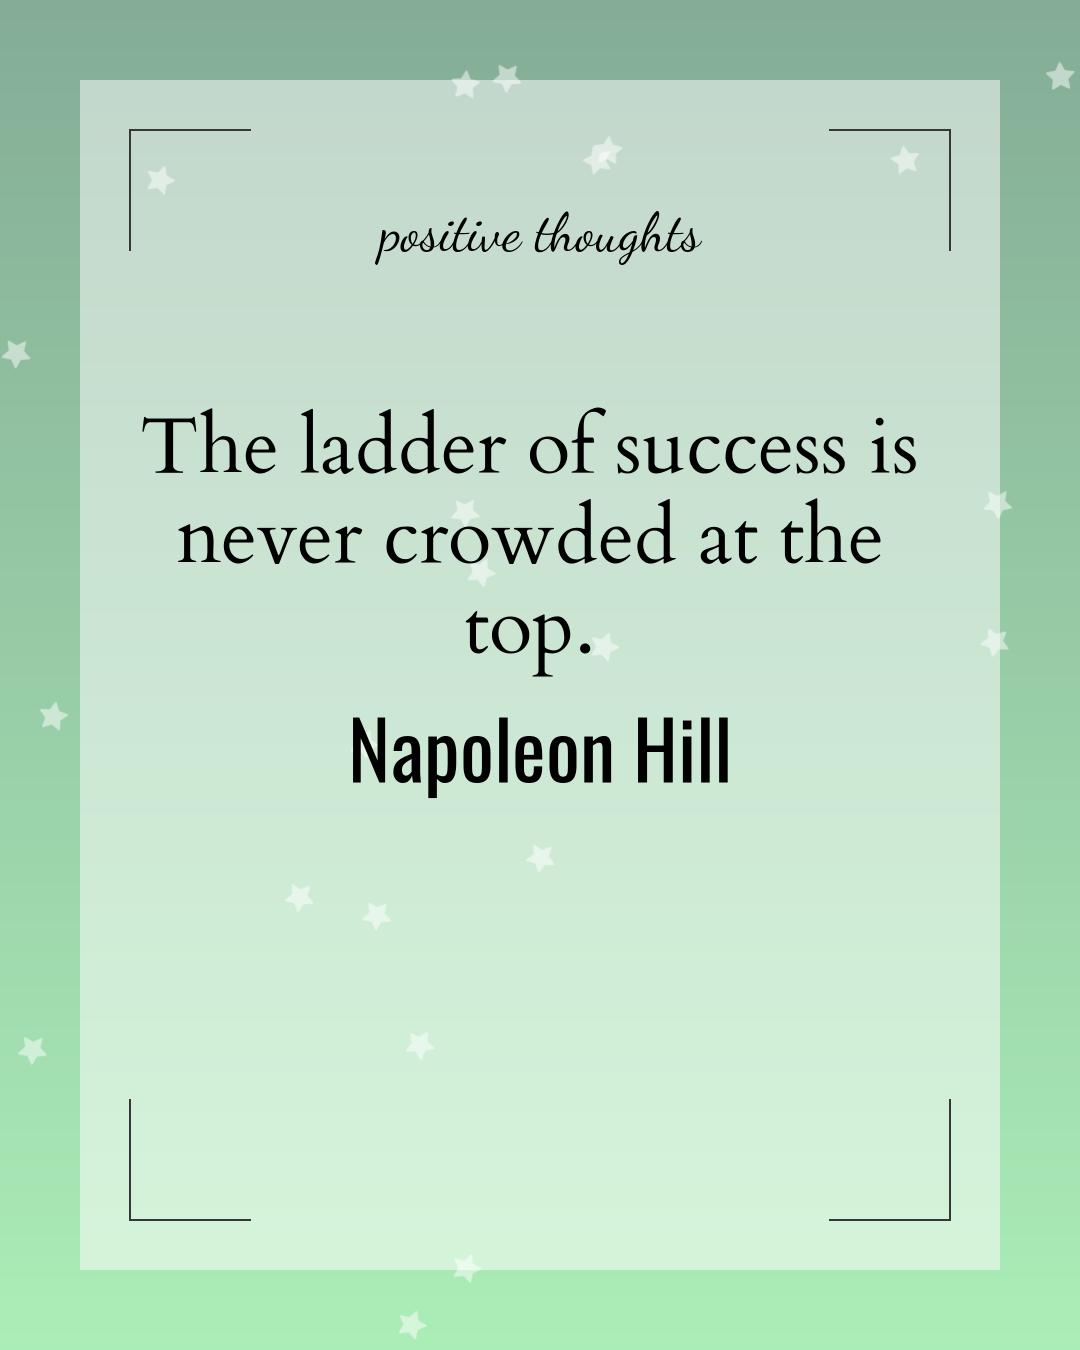 positive thoughts
The ladder of success is
never crowded at the
top.
Napoleon Hill